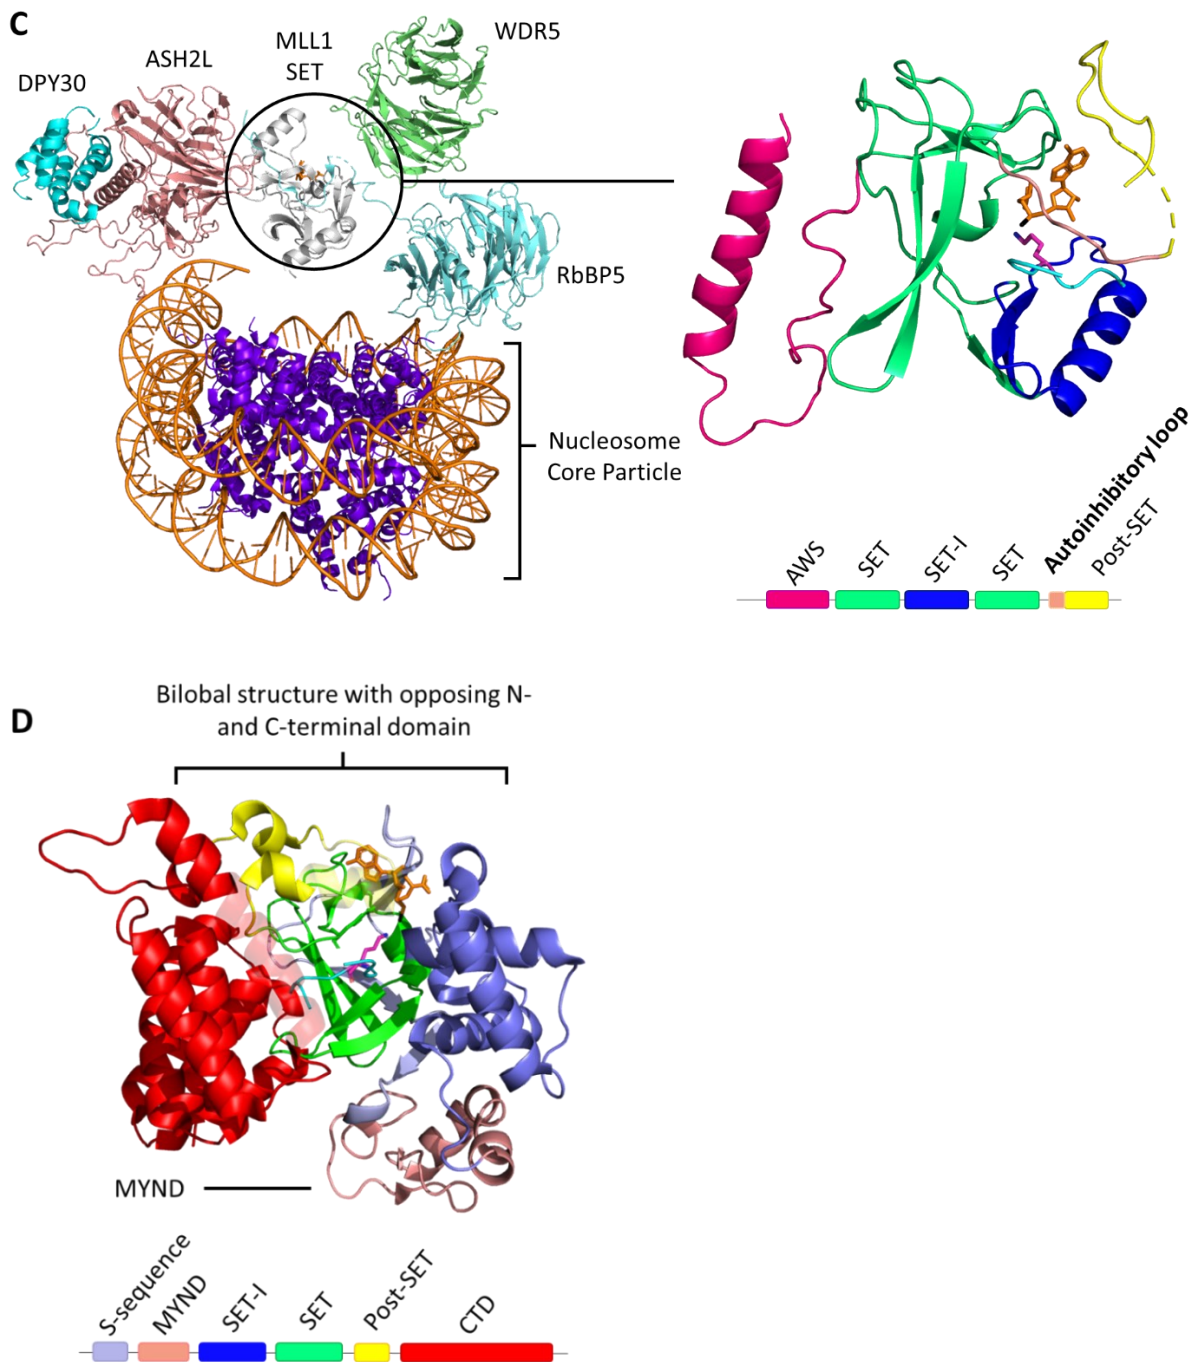 C
DPY30
ASH2L
MLL1
SET
WDR5
RbBP5
Nucleosome
Core Particle
AWS
SET
SET-I
SET
Autoinhibitory loop
Post-SET
D
Bilobal structure with opposing N-
and C-terminal domain
MYND
S-sequence
MYND
SET-I
SET
Post-SET
CTD